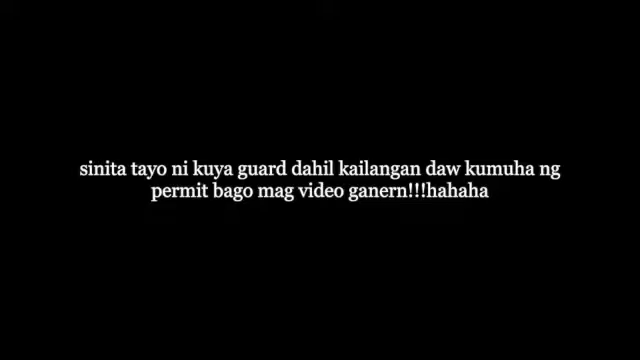 sinita tayo ni kuya guard dahil kailangan daw kumuha ng
permit bago mag video ganern!!!hahaha